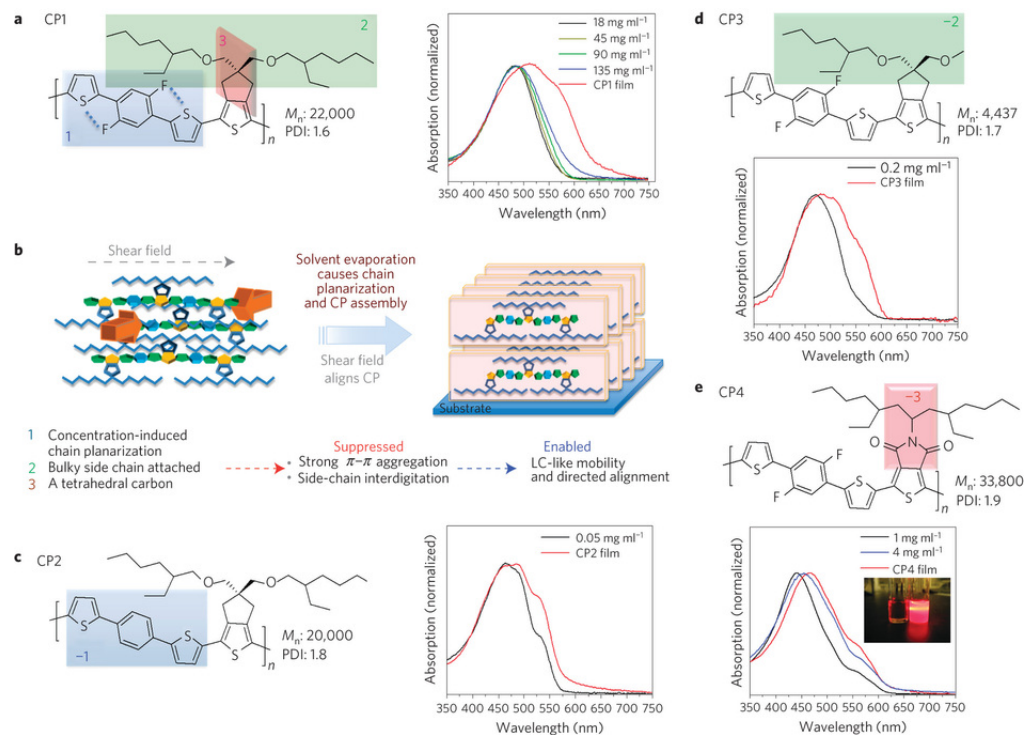 a CP1
3
2
O O
F
S S
F
S
1
n
Mn: 22,000
PDI: 1.6
Absorption (normalized)
18 mg ml−1
45 mg ml−1
90 mg ml−1
135 mg ml−1
CP1 film
350 400 450 500 550 600 650 700 750
Wavelength (nm)
b
Shear field
Solvent evaporation
causes chain
planarization
and CP assembly
Shear field
aligns CP
Substrate
1 Concentration-induced
chain planarization
2 Bulky side chain attached
3 A tetrahedral carbon
Suppressed
• Strong π–π aggregation
• Side-chain interdigitation
Enabled
LC-like mobility
and directed alignment
c CP2
O O
S S
S
−1
n
Mn: 20,000
PDI: 1.8
Absorption (normalized)
0.05 mg ml−1
CP2 film
350 400 450 500 550 600 650 700 750
Wavelength (nm)
d CP3
−2
O O
F
S S
F
S
n
Mn: 4,437
PDI: 1.7
Absorption (normalized)
0.2 mg ml−1
CP3 film
350 400 450 500 550 600 650 700 750
Wavelength (nm)
e CP4
−3
O N O
F
S S
F
S
n
Mn: 33,800
PDI: 1.9
Absorption (normalized)
1 mg ml−1
4 mg ml−1
CP4 film
350 400 450 500 550 600 650 700 750
Wavelength (nm)